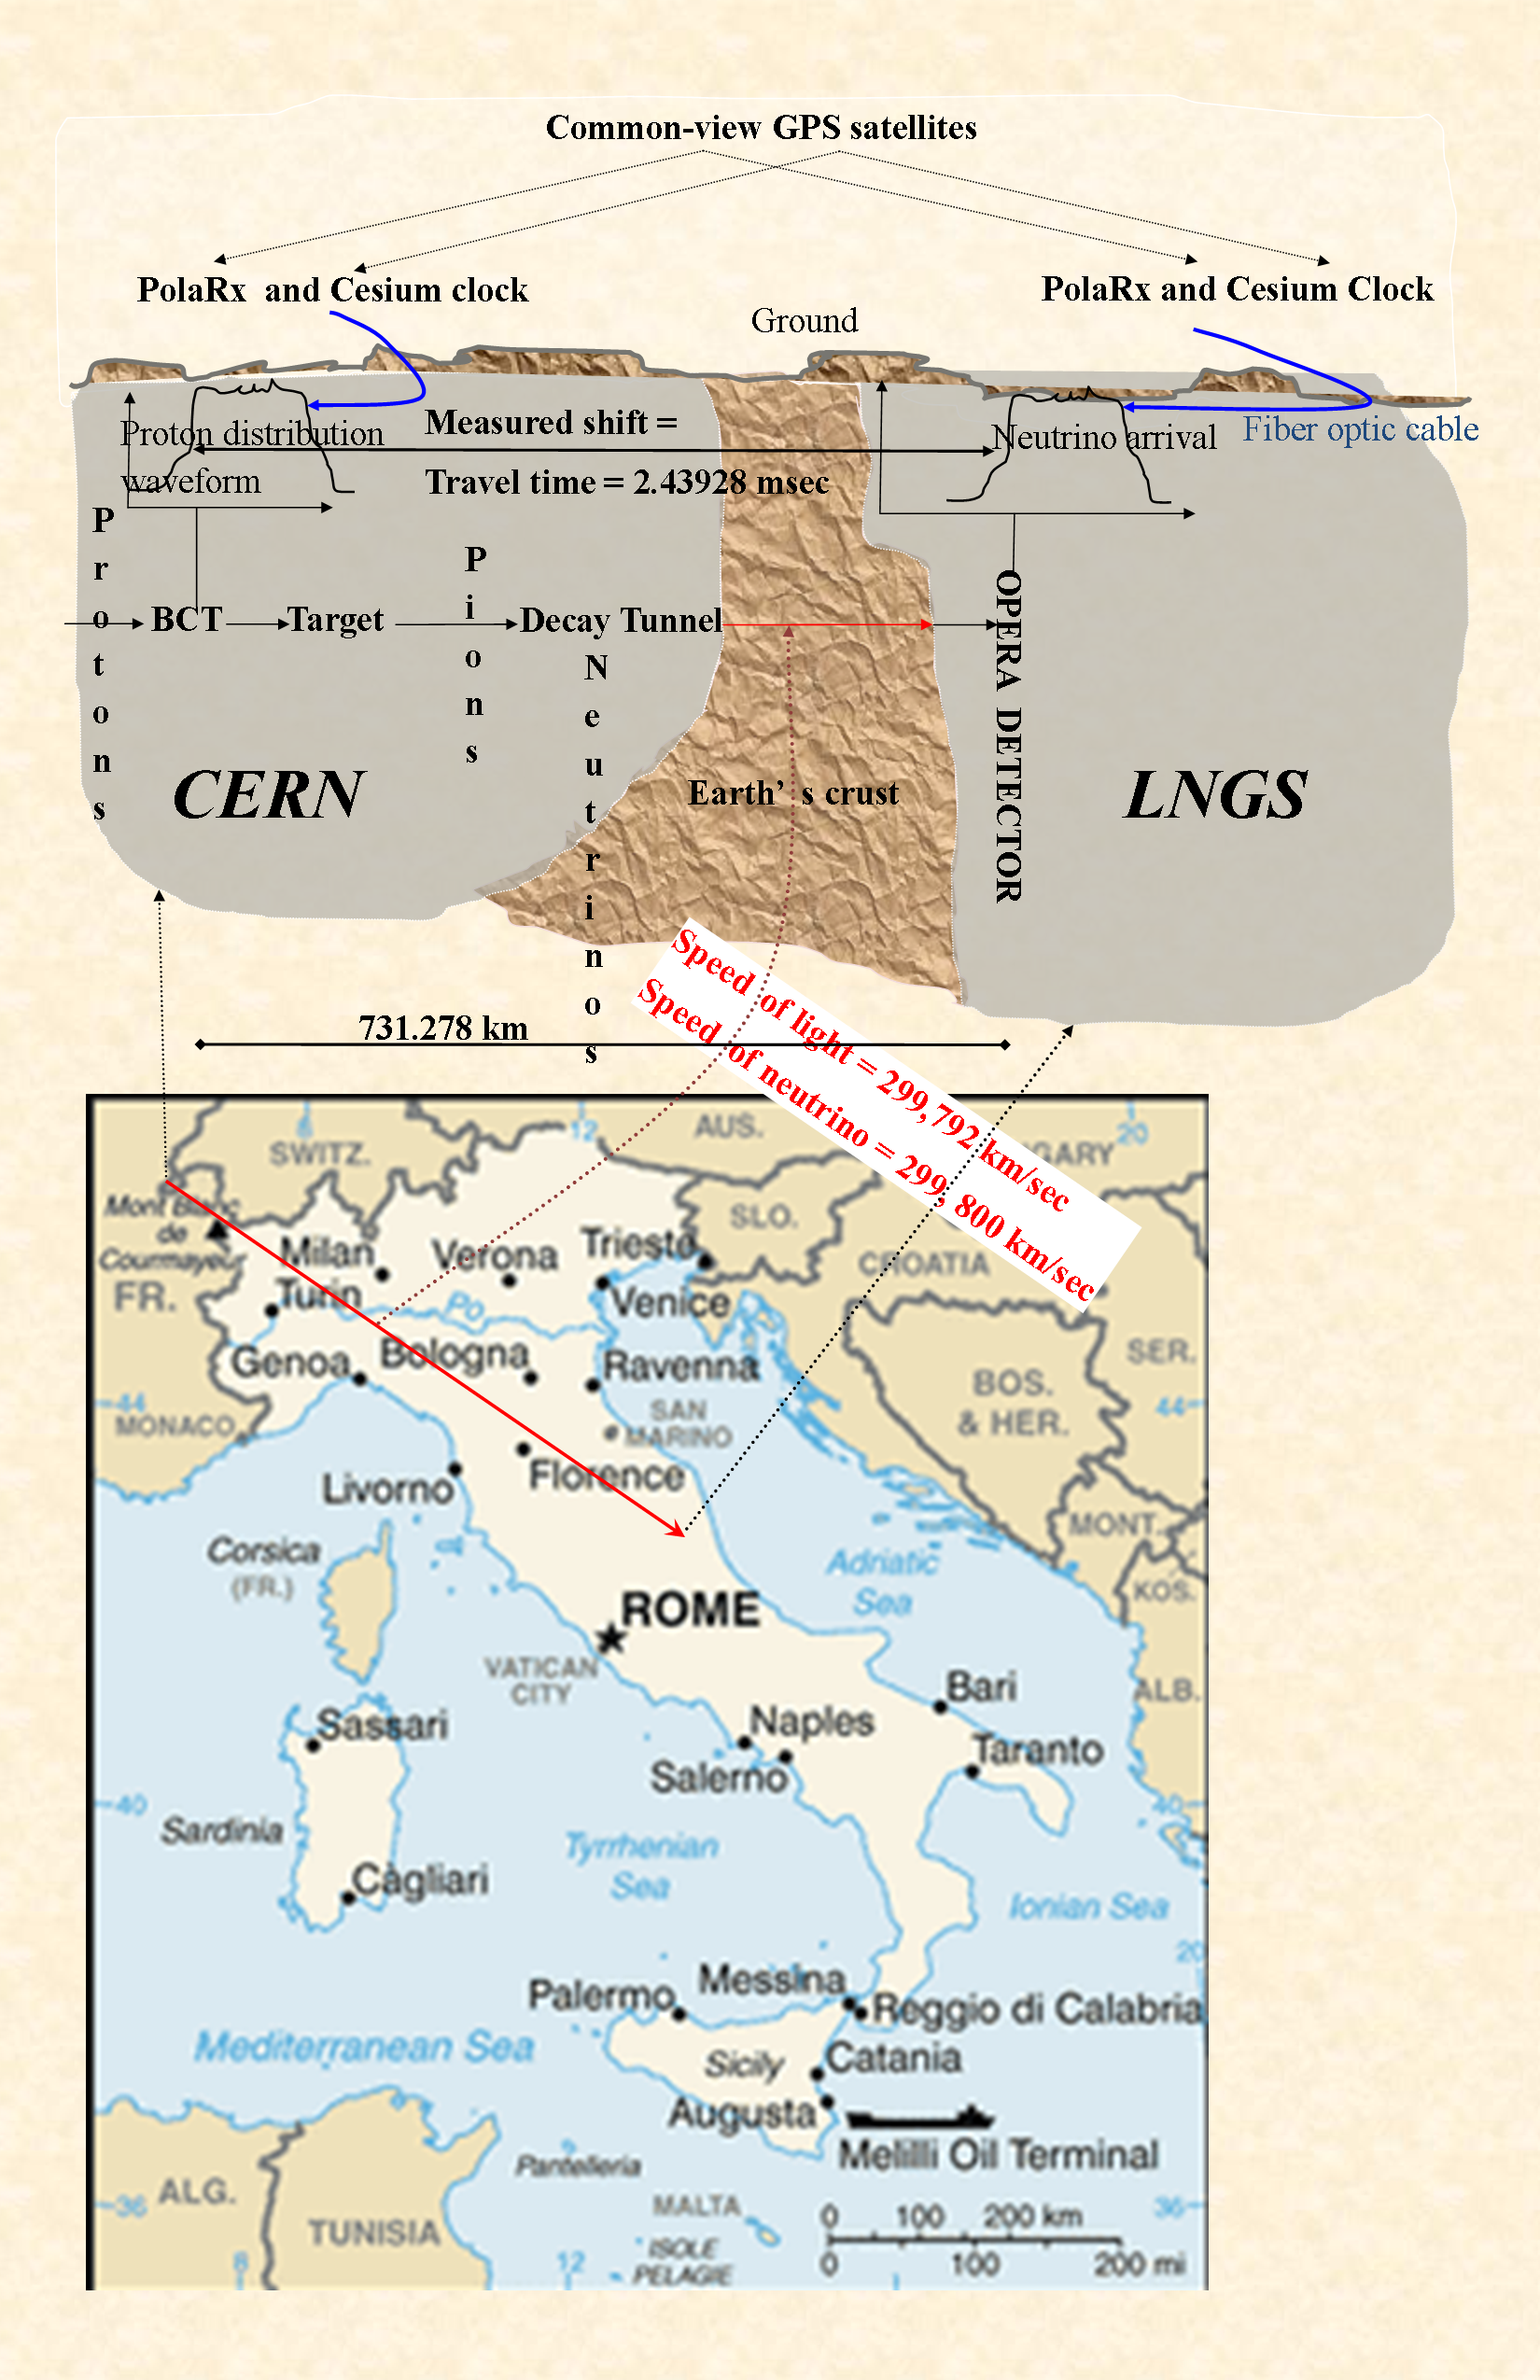 Common-view GPS satellites
PolaRx and Cesium clock
PolaRx and Cesium Clock
Ground
Proton distribution
waveform
Measured shift =
Travel time = 2.43928 msec
Neutrino arrival
Fiber optic cable
Protons
BCT
Target
Pions
Decay Tunnel
Neutrinos
OPERA DETECTOR
CERN
Earth’ s crust
LNGS
731.278 km
Speed of light = 299,792 km/sec
Speed of neutrino = 299, 800 km/sec
8
12
20
AUS.
SWITZ.
GARY
Mont Blanc
de
Courmayeur
SLO.
Milan
Verona
Trieste
CROATIA
FR.
Turin
Po
Venice
SER.
Genoa
Bologna
Ravenna
44
MONACO
SAN
MARINO
BOS.
& HER.
44
Livorno
Florence
MONT.
Corsica
(FR.)
Adriatic
Sea
KOS.
ROME
VATICAN
CITY
Bari
ALB.
Sassari
Naples
Salerno
Taranto
40
40
Sardinia
Tyrrhenian
Sea
Cagliari
Ionian Sea
20
Messina
Palermo
Reggio di Calabria
Mediterranean Sea
Sicily
Catania
Augusta
Melilli Oil Terminal
Pantelleria
ALG.
36
MALTA
36
TUNISIA
ISOLE
PELAGIE
8
12
0 100 200 km
0 100 200 mi